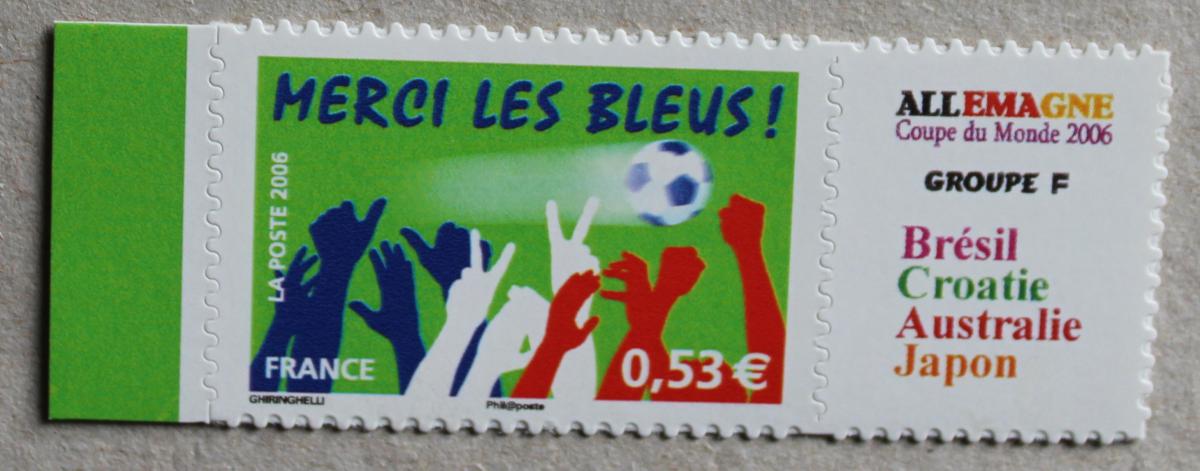 MERCI LES BLEUS !
LA POSTE 2006
FRANCE
0,53 €
GHIRINGHELLI
Phil@poste
ALLEMAGNE
Coupe du Monde 2006
GROUPE F
Brésil
Croatie
Australie
Japon